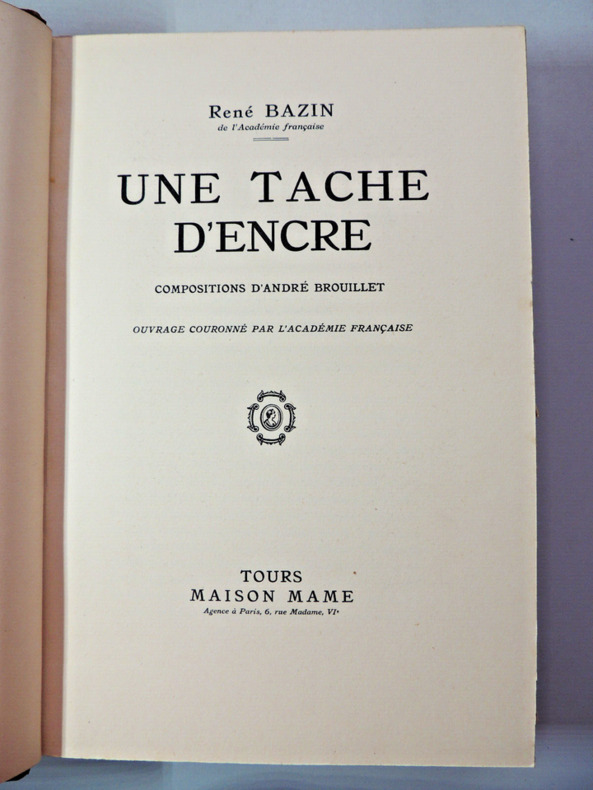 René BAZIN
de l'Académie française
UNE TACHE
D'ENCRE
COMPOSITIONS D'ANDRÉ BROUILLET
OUVRAGE COURONNÉ PAR L'ACADÉMIE FRANÇAISE
TOURS
MAISON MAME
Agence à Paris, 6, rue Madame, VIe